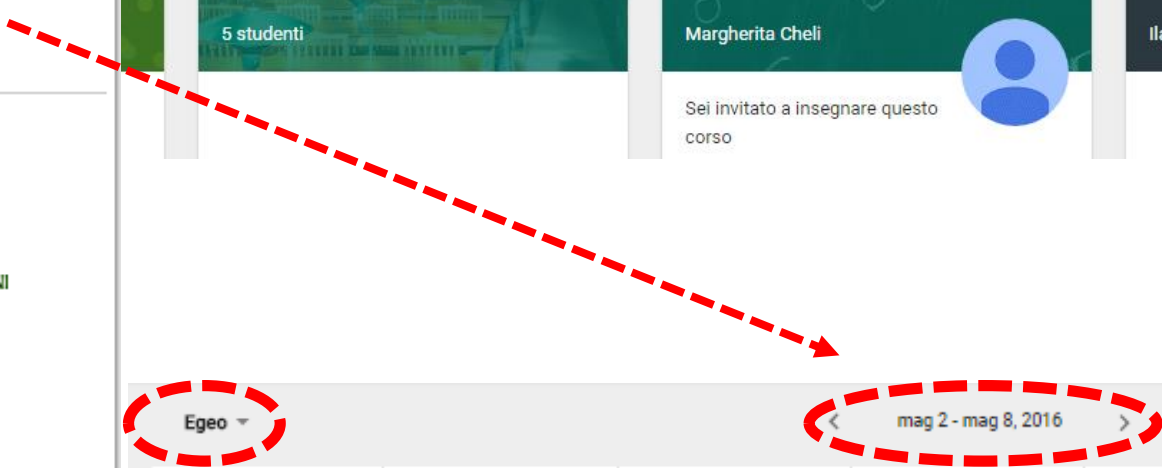 5 studenti
Margherita Cheli
Sei invitato a insegnare questo
corso
Egeo
mag 2 - mag 8, 2016